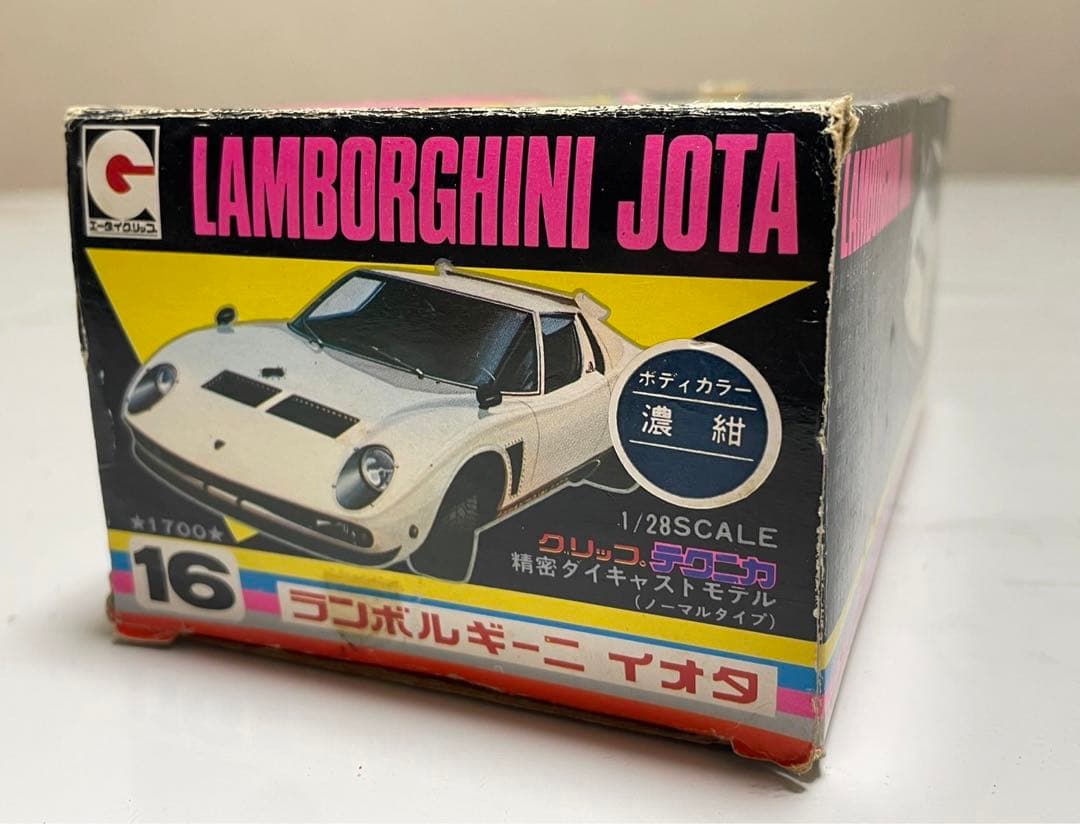 LAMBORGHINI JOTA
エータイグリップ
ボディカラー
濃紺
1/28SCALE
グリップ テクニカ
精密ダイキャストモデル
(ノーマルタイプ)
★1700★
16
ランボルギーニ イオタ
LAMBORGHINI